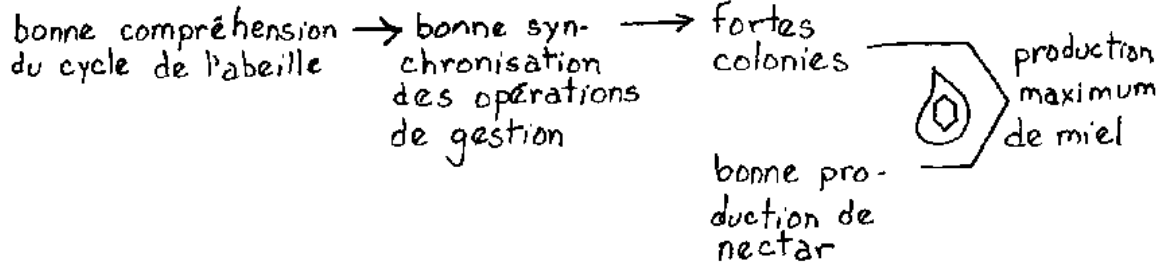 bonne compréhension
du cycle de l'abeille
bonne syn-
chronisation
des opérations
de gestion
fortes
colonies
bonne pro-
duction de
nectar
production
maximum
de miel